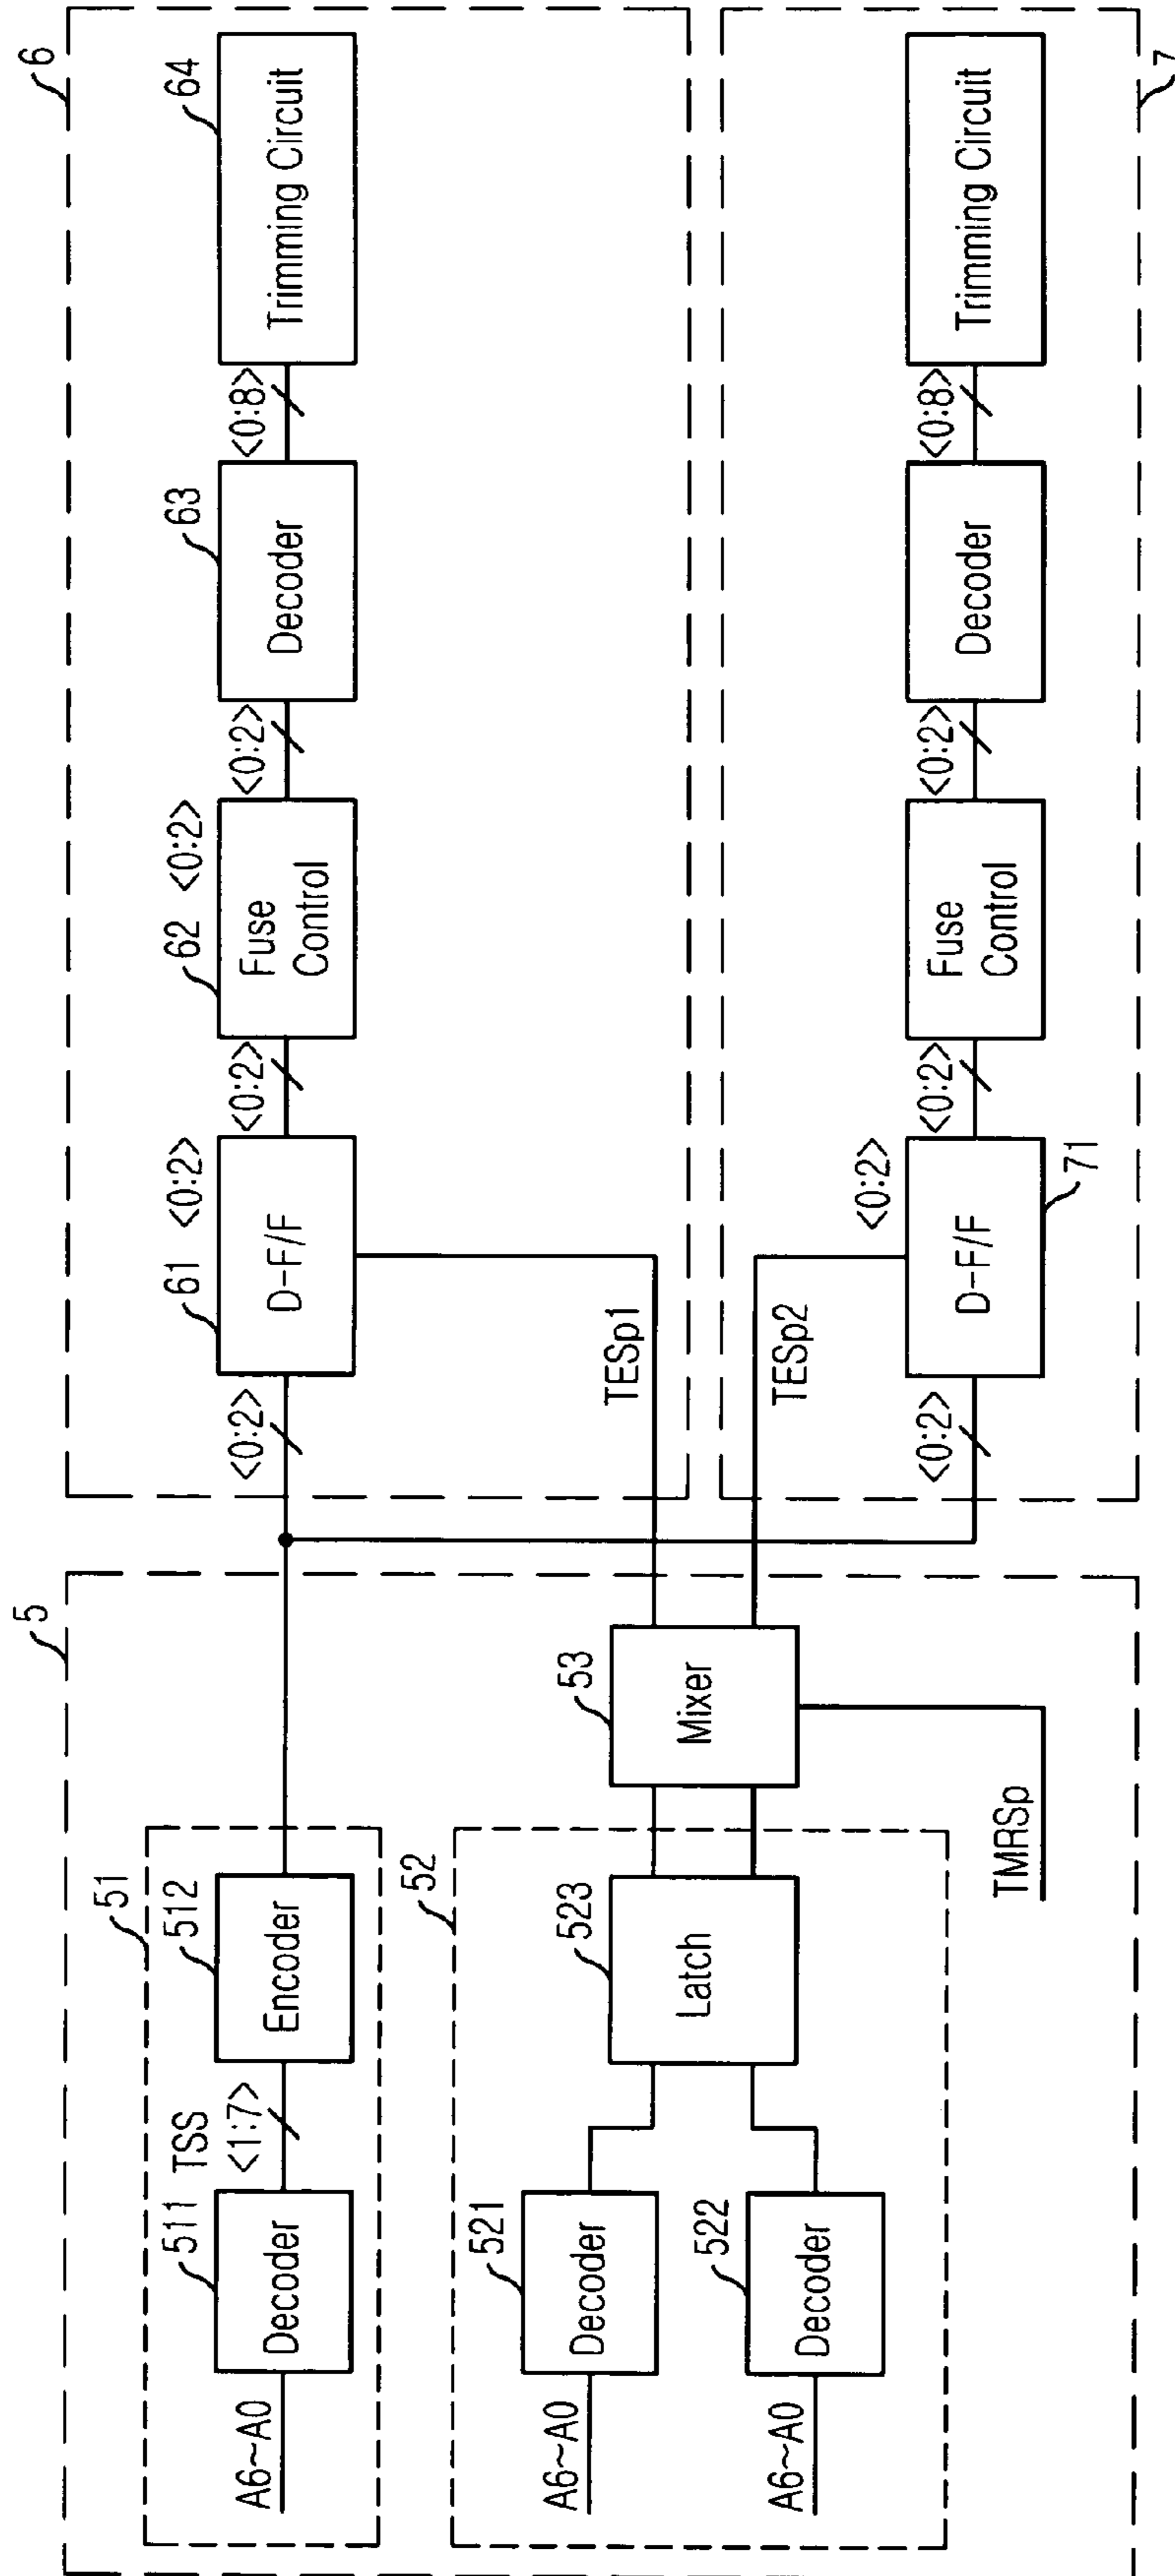 5
51
A6~A0
511
Decoder
TSS
<1:7>
512
Encoder
52
A6~A0
521
Decoder
A6~A0
522
Decoder
523
Latch
53
Mixer
TMRSp
TESp1
TESp2
6
<0:2>
61
<0:2>
D-F/F
<0:2>
62
<0:2>
Fuse
Control
<0:2>
63
Decoder
<0:8>
64
Trimming Circuit
7
<0:2>
<0:2>
D-F/F
71
<0:2>
Fuse
Control
<0:2>
Decoder
<0:8>
Trimming Circuit